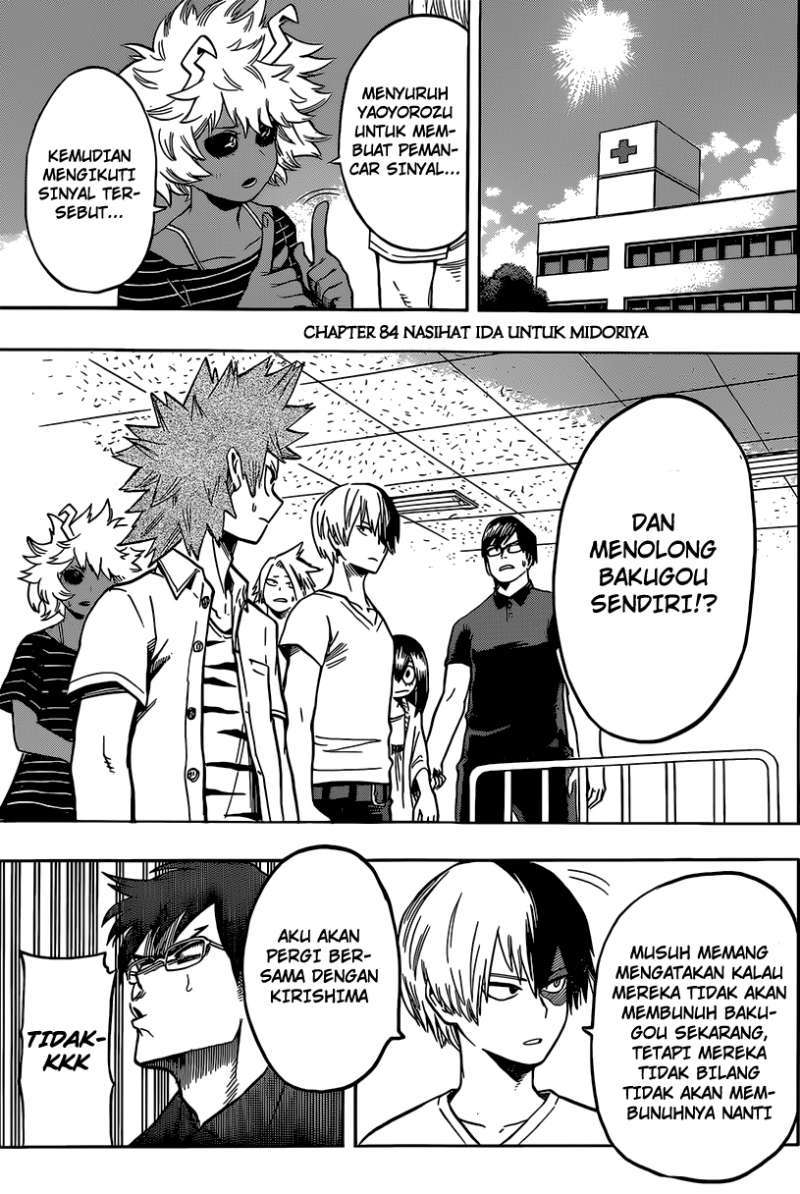 MENYURUH
YAOYOROZU
UNTUK MEM-
BUAT PEMAN-
CAR SINYAL...
KEMUDIAN
MENGIKUTI
SINYAL TER-
SEBUT...
CHAPTER 84 NASIHAT IDA UNTUK MIDORIYA
DAN
MENOLONG
BAKUGOU
SENDIRI!?
MUSUH MEMANG
MENGATAKAN KALAU
MEREKA TIDAK AKAN
MEMBUNUH BAKU-
GOU SEKARANG,
TETAPI MEREKA
TIDAK BILANG
TIDAK AKAN MEM-
BUNUHNYA NANTI
AKU AKAN
PERGI BER-
SAMA DENGAN
KIRISHIMA
TIDAK-
KKK